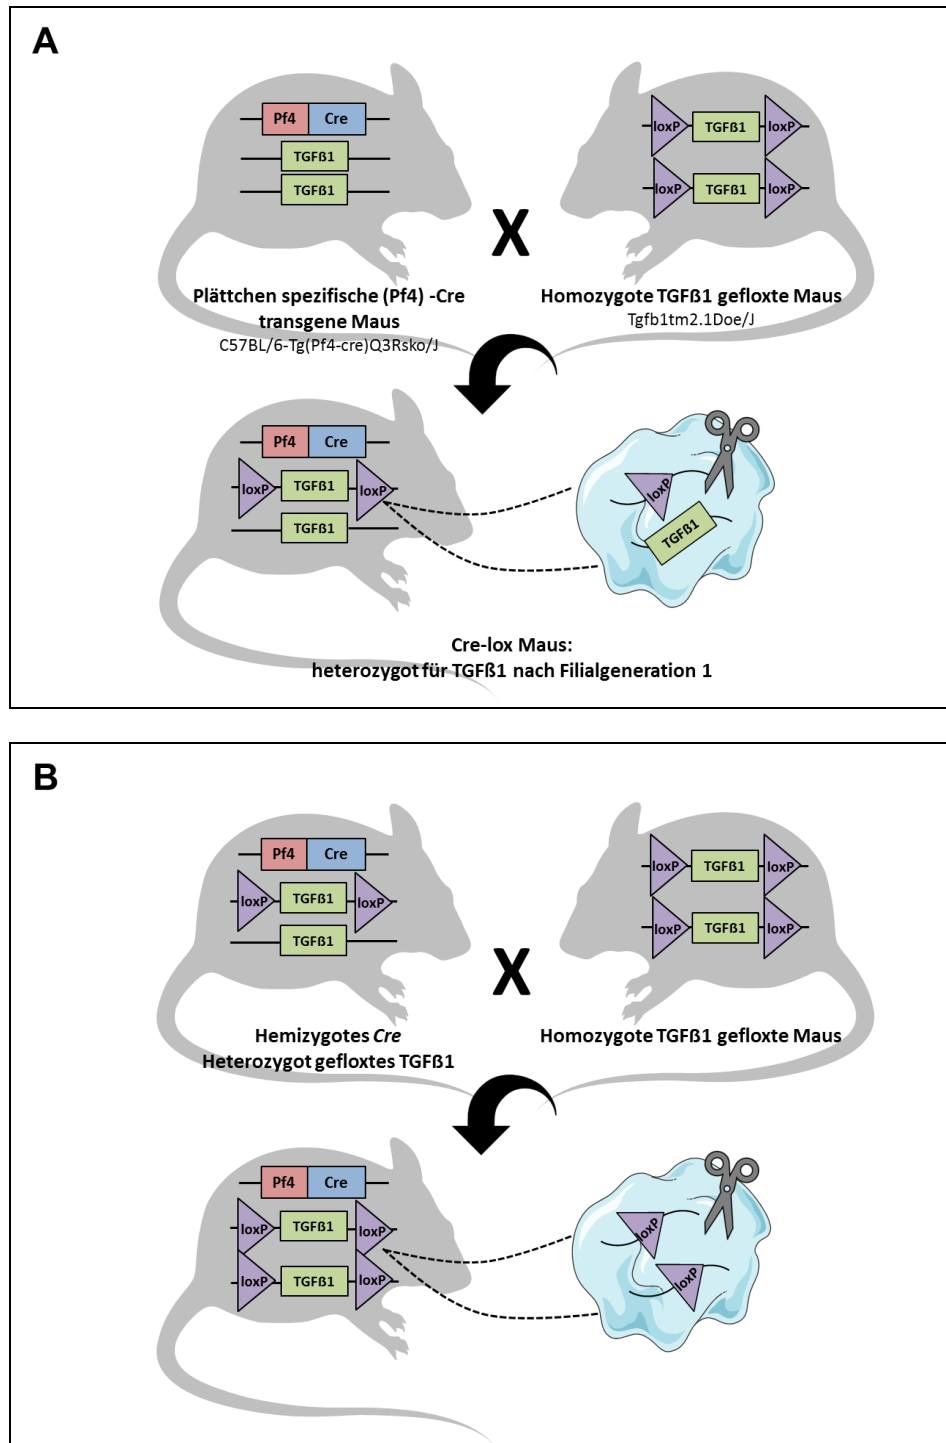 A
Pf4 Cre
TGFß1
TGFß1
loxP TGFß1 loxP
loxP TGFß1 loxP
X
Plättchen spezifische (Pf4) -Cre
transgene Maus
C57BL/6-Tg(Pf4-cre)Q3Rsko/J
Homozygote TGFß1 gefloxte Maus
Tgfb1tm2.1Doe/J
Pf4 Cre
loxP TGFß1 loxP
TGFß1
loxP
TGFß1
Cre-lox Maus:
heterozygot für TGFß1 nach Filialgeneration 1
B
Pf4 Cre
loxP TGFß1 loxP
TGFß1
loxP TGFß1 loxP
loxP TGFß1 loxP
X
Hemizygotes Cre
Heterozygot gefloxtes TGFß1
Homozygote TGFß1 gefloxte Maus
Pf4 Cre
loxP TGFß1 loxP
loxP TGFß1 loxP
loxP
loxP